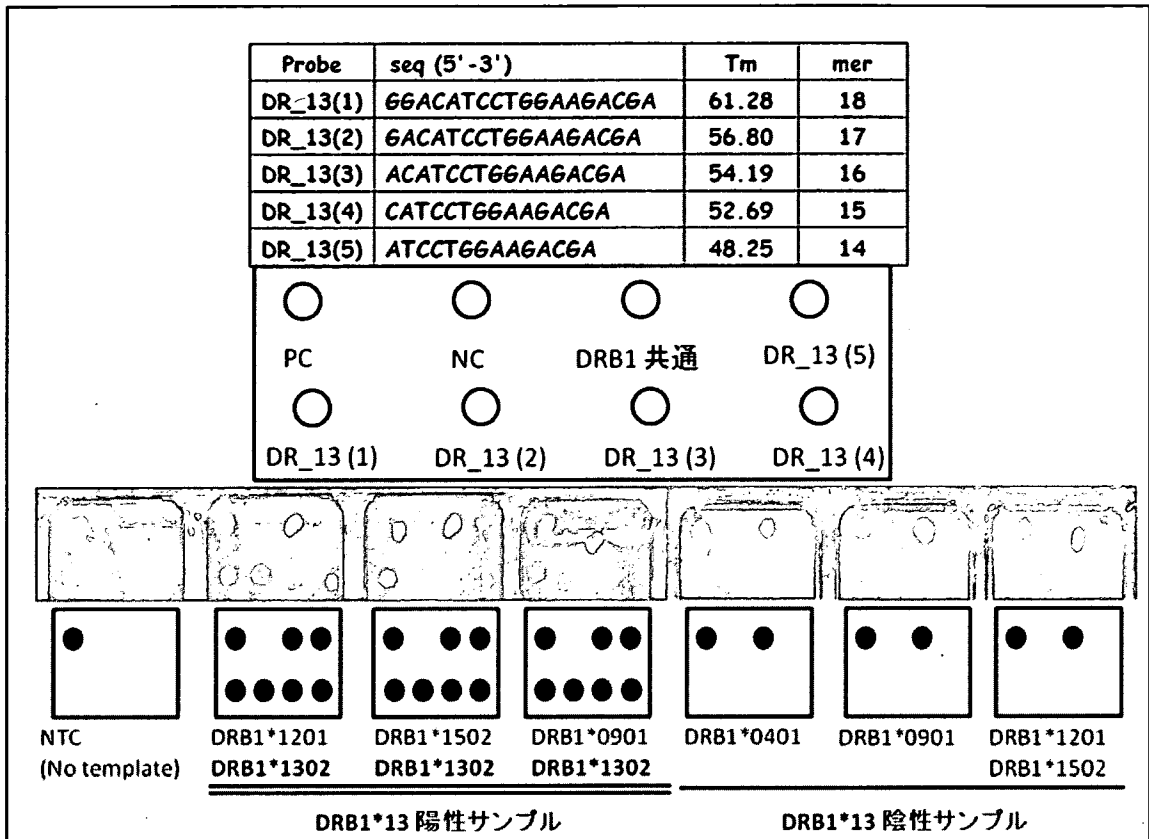 Probe seq (5'-3') Tm mer
DR_13(1) GGACATCCTGGAAGACGA 61.28 18
DR_13(2) GACATCCTGGAAGACGA 56.80 17
DR_13(3) ACATCCTGGAAGACGA 54.19 16
DR_13(4) CATCCTGGAAGACGA 52.69 15
DR_13(5) ATCCTGGAAGACGA 48.25 14
PC NC DRB1 共通 DR_13 (5)
DR_13 (1) DR_13 (2) DR_13 (3) DR_13 (4)
NTC DRB1*1201 DRB1*1502 DRB1*0901 DRB1*0401 DRB1*0901 DRB1*1201
(No template) DRB1*1302 DRB1*1302 DRB1*1302 DRB1*1502
DRB1*13 陽性サンプル DRB1*13 陰性サンプル